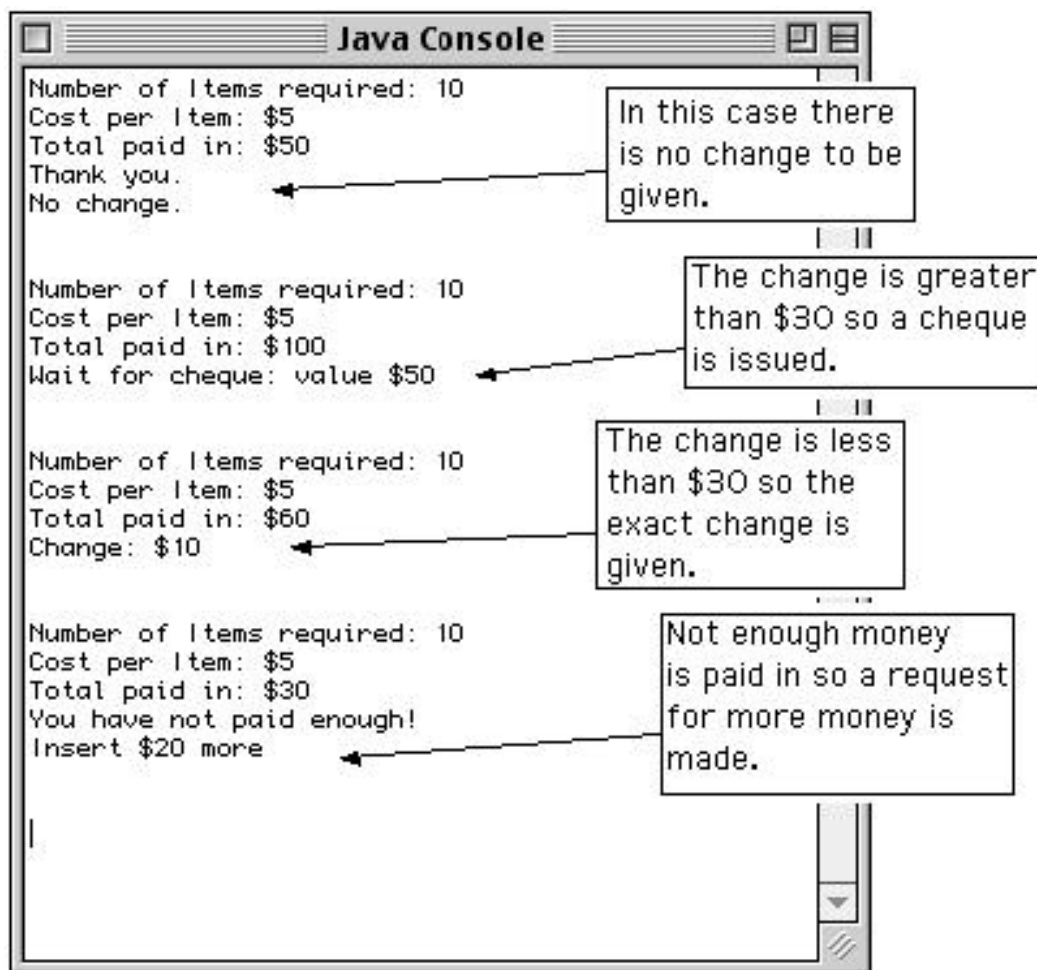 Java Console
Number of Items required: 10
Cost per Item: $5
Total paid in: $50
Thank you.
No change.
In this case there
is no change to be
given.
Number of Items required: 10
Cost per Item: $5
Total paid in: $100
Wait for cheque: value $50
The change is greater
than $30 so a cheque
is issued.
Number of Items required: 10
Cost per Item: $5
Total paid in: $60
Change: $10
The change is less
than $30 so the
exact change is
given.
Number of Items required: 10
Cost per Item: $5
Total paid in: $30
You have not paid enough!
Insert $20 more
Not enough money
is paid in so a request
for more money is
made.